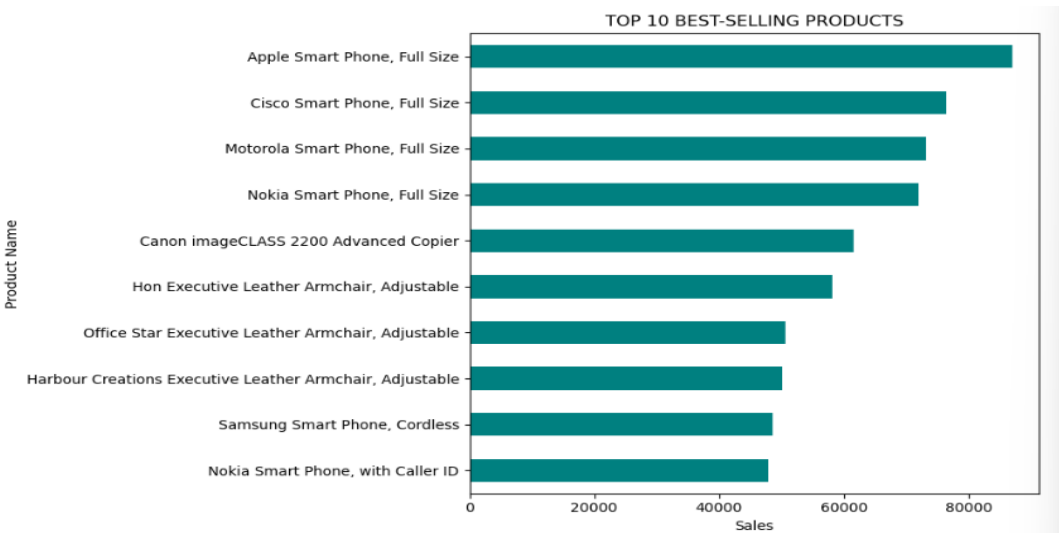 TOP 10 BEST-SELLING PRODUCTS
Apple Smart Phone, Full Size
Cisco Smart Phone, Full Size
Motorola Smart Phone, Full Size
Nokia Smart Phone, Full Size
Canon imageCLASS 2200 Advanced Copier
Hon Executive Leather Armchair, Adjustable
Office Star Executive Leather Armchair, Adjustable
Harbour Creations Executive Leather Armchair, Adjustable
Samsung Smart Phone, Cordless
Nokia Smart Phone, with Caller ID
Product Name
0 20000 40000 60000 80000
Sales